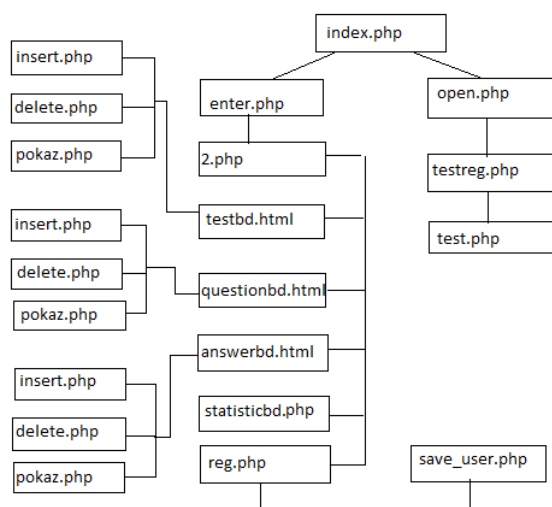 index.php
insert.php
delete.php
pokaz.php
enter.php
open.php
2.php
testreg.php
testbd.html
test.php
insert.php
delete.php
pokaz.php
questionbd.html
answerbd.html
insert.php
delete.php
pokaz.php
statisticbd.php
reg.php
save_user.php